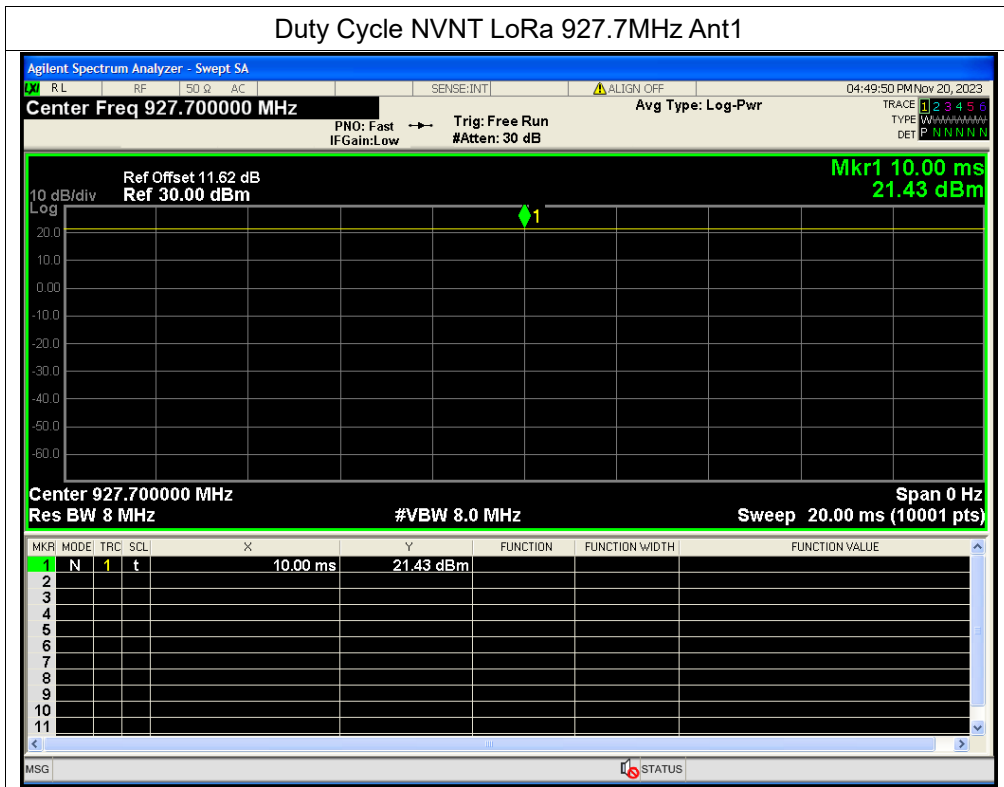 Duty Cycle NVNT LoRa 927.7MHz Ant1
Agilent Spectrum Analyzer - Swept SA
LXI RL RF 50 Ω AC SENSE:INT ALIGN OFF 04:49:50 PM Nov 20, 2023
Center Freq 927.700000 MHz Avg Type: Log-Pwr TRACE 1 2 3 4 5 6
PNO: Fast Trig: Free Run TYPE WWWWWW
IFGain:Low #Atten: 30 dB DET P N N N N N
Mkr1 10.00 ms
Ref Offset 11.62 dB
10 dB/div Ref 30.00 dBm 21.43 dBm
Log
1
20.0
10.0
0.00
-10.0
-20.0
-30.0
-40.0
-50.0
-60.0
Center 927.700000 MHz Span 0 Hz
Res BW 8 MHz #VBW 8.0 MHz Sweep 20.00 ms (10001 pts)
MKR MODE TRC SCL X Y FUNCTION FUNCTION WIDTH FUNCTION VALUE
1 N 1 t 10.00 ms 21.43 dBm
2
3
4
5
6
7
8
9
10
11
MSG STATUS